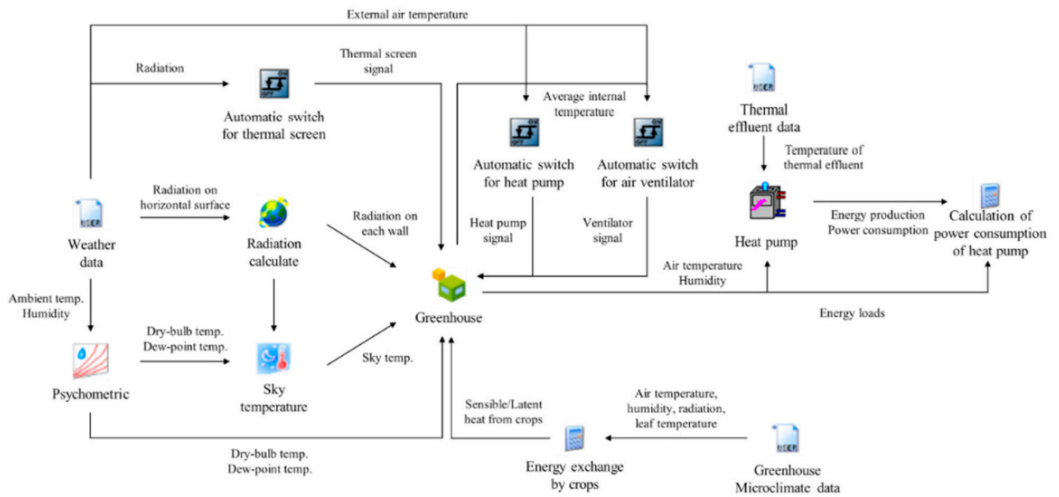 External air temperature
Radiation
Thermal screen
signal
Automatic switch
for thermal screen
Average internal
temperature
Automatic switch
for heat pump
Automatic switch
for air ventilator
Thermal
effluent data
Temperature of
thermal effluent
Radiation on
horizontal surface
Weather
data
Radiation
calculate
Radiation on
each wall
Heat pump
signal
Ventilator
signal
Heat pump
Energy production
Power consumption
Calculation of
power consumption
of heat pump
Air temperature
Humidity
Greenhouse
Energy loads
Ambient temp.
Humidity
Dry-bulb temp.
Dew-point temp.
Psychometric
Sky
temperature
Sky temp.
Sensible/Latent
heat from crops
Air temperature,
humidity, radiation,
leaf temperature
Dry-bulb temp.
Dew-point temp.
Energy exchange
by crops
Greenhouse
Microclimate data